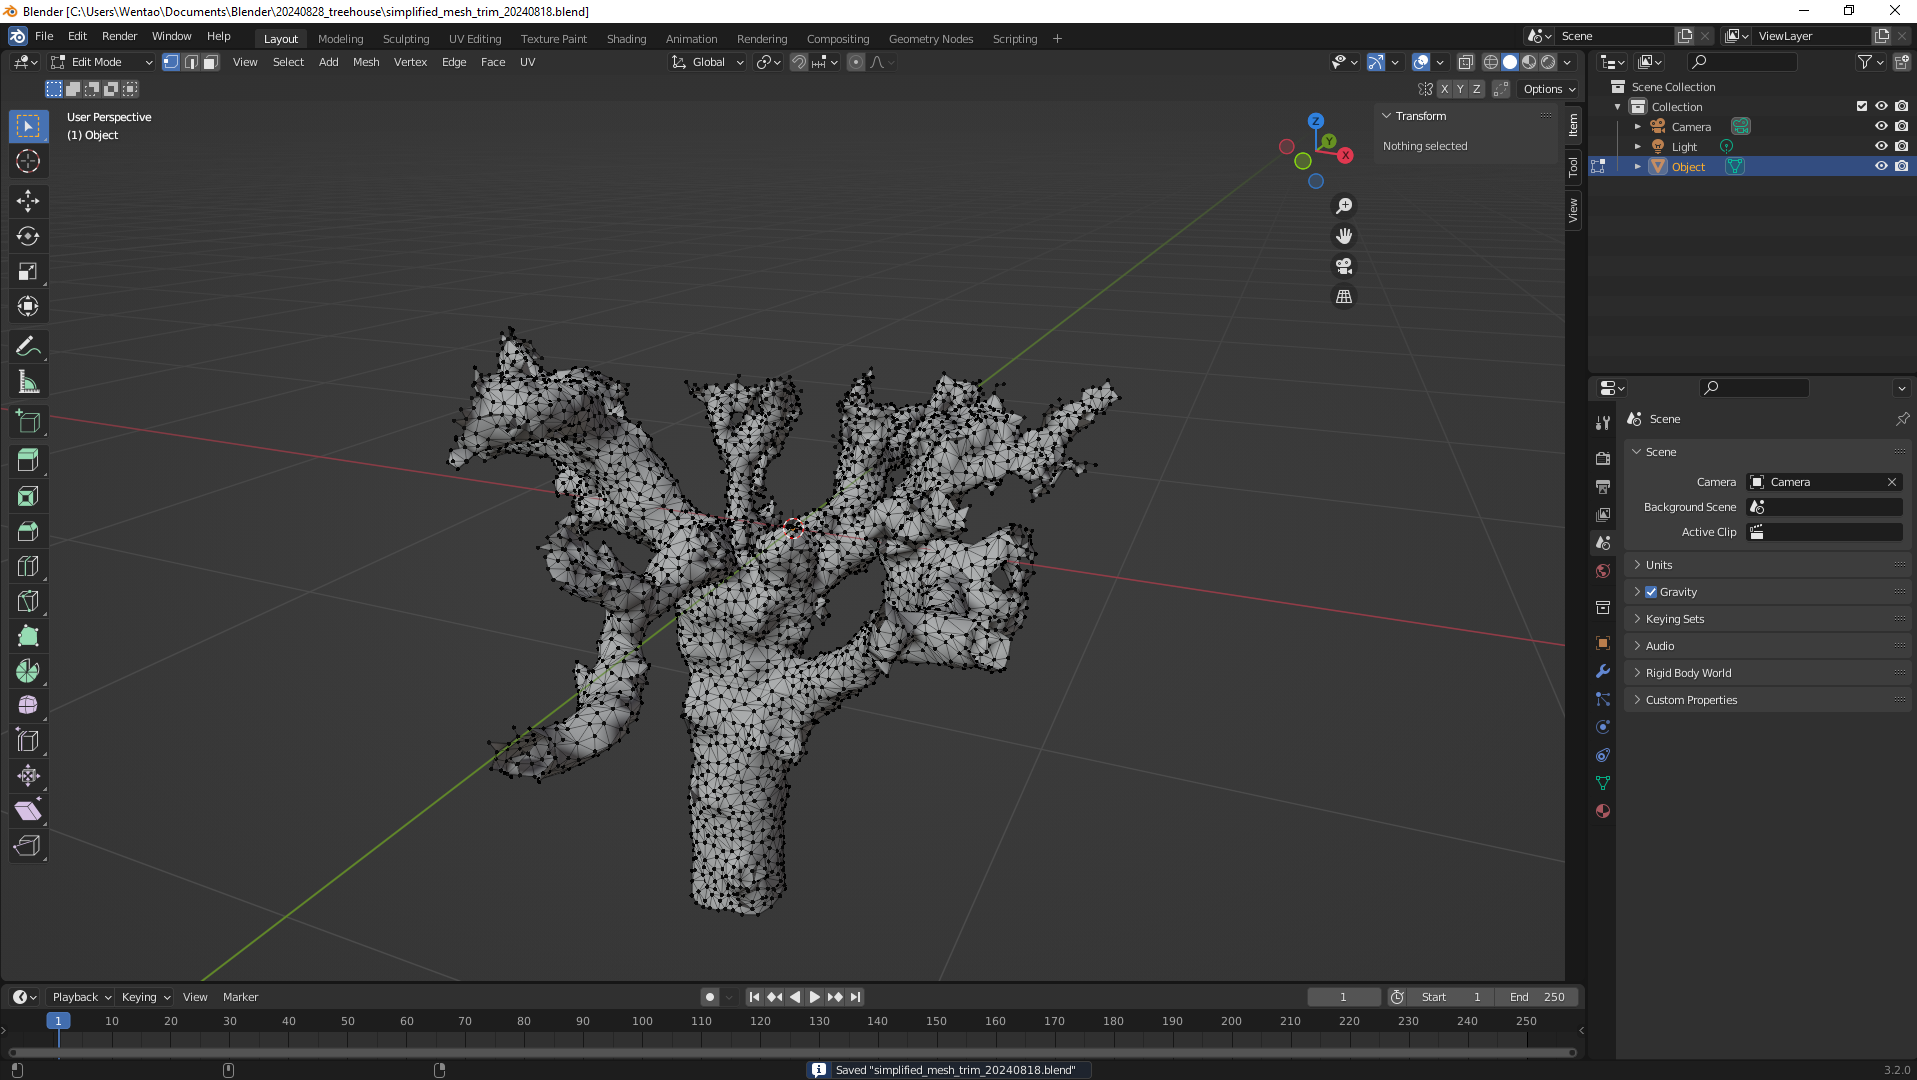 Blender [C:\Users\Wentao\Documents\Blender\20240828_treehouse\simplified_mesh_trim_20240818.blend]
File Edit Render Window Help Layout Modeling Sculpting UV Editing Texture Paint Shading Animation Rendering Compositing Geometry Nodes Scripting + Scene ViewLayer
Edit Mode View Select Add Mesh Vertex Edge Face UV Global
X Y Z Options
User Perspective
(1) Object
Z
Y
X
Transform
Nothing selected
Item
Tool
View
Scene Collection
Collection
Camera
Light
Object
Scene
Scene
Camera Camera
Background Scene
Active Clip
Units
Gravity
Keying Sets
Audio
Rigid Body World
Custom Properties
Playback Keying View Marker 1 Start 1 End 250
1 10 20 30 40 50 60 70 80 90 100 110 120 130 140 150 160 170 180 190 200 210 220 230 240 250
Saved "simplified_mesh_trim_20240818.blend"
3.2.0